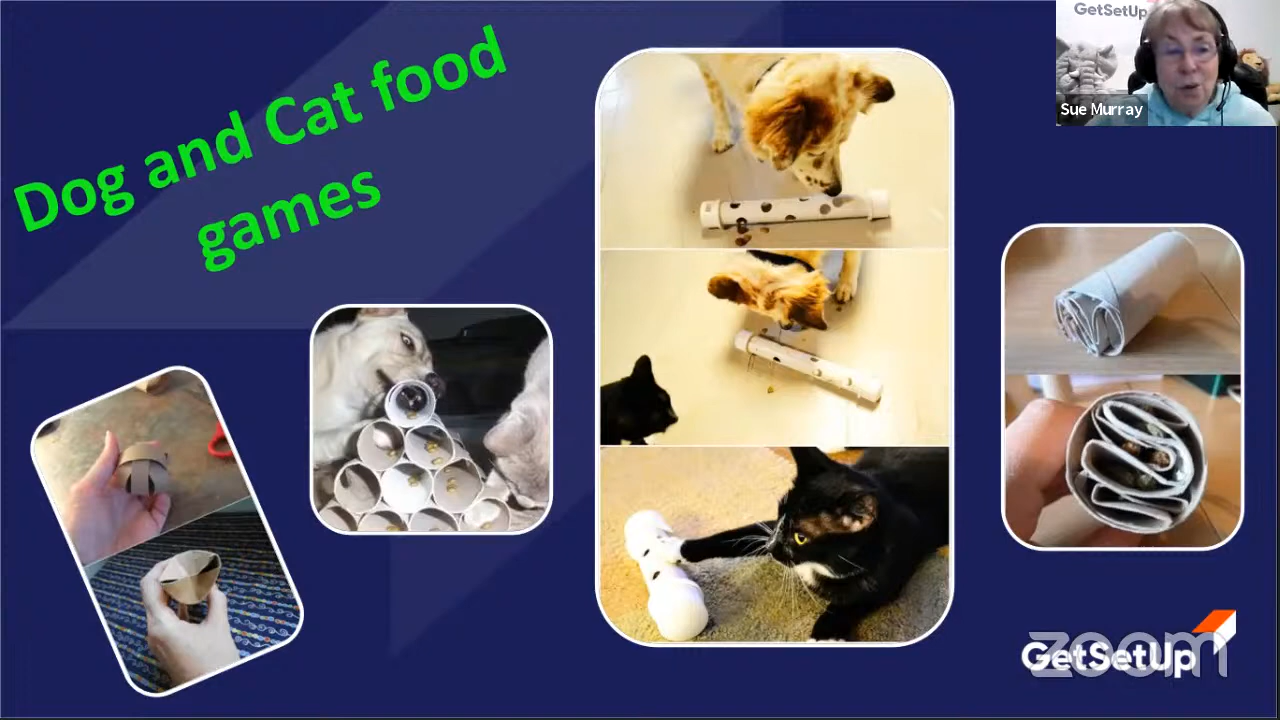 Dog and Cat food
games
GetSetUp
Sue Murray
zoom
GetSetUp